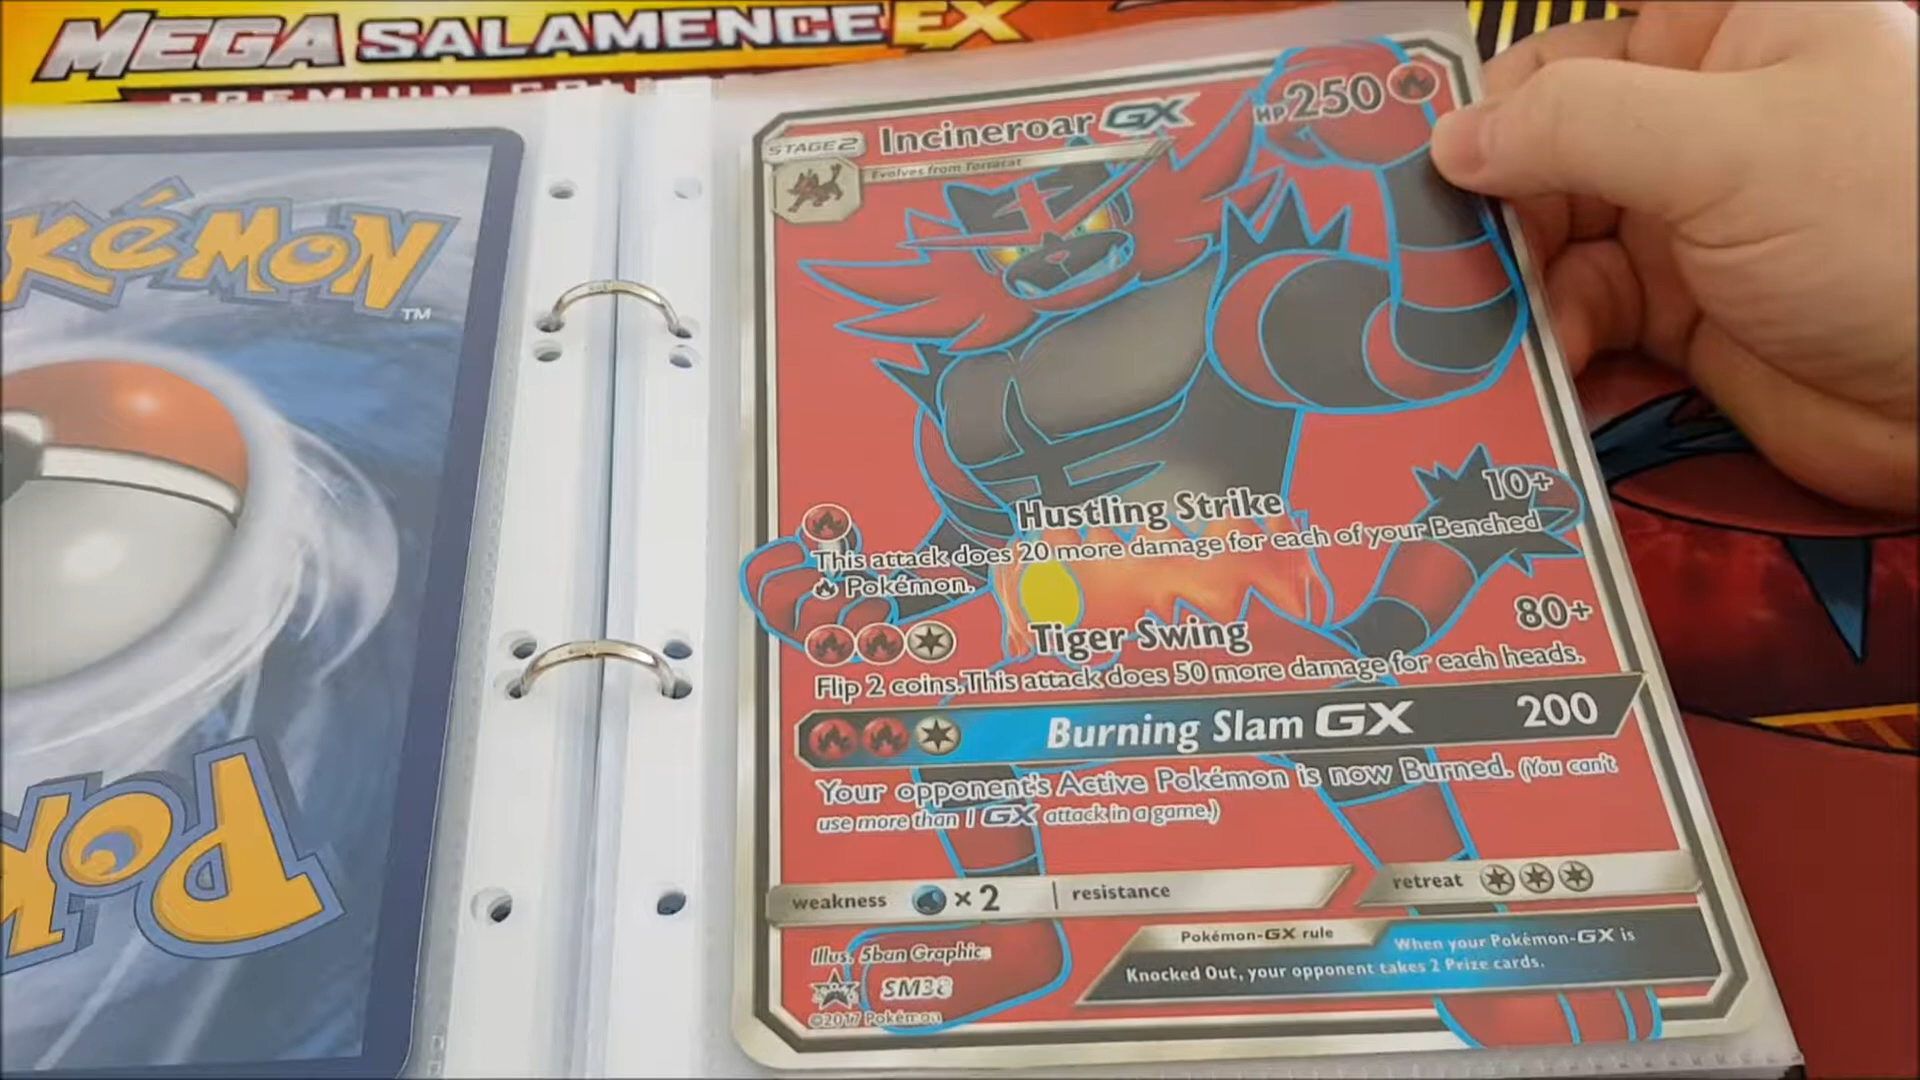 MEGA SALAMENCE EX
PREMIUM
POKéMON
TM
STAGE 2 Incineroar GX HP 250
Evolves from Torracat
Hustling Strike 10+
This attack does 20 more damage for each of your Benched
Pokémon.
Tiger Swing 80+
Flip 2 coins. This attack does 50 more damage for each heads.
Burning Slam GX 200
Your opponent's Active Pokémon is now Burned. (You can't
use more than 1 GX attack in a game.)
weakness ×2 resistance retreat
Illus. 5ban Graphics
Pokémon-GX rule
When your Pokémon-GX is
Knocked Out, your opponent takes 2 Prize cards.
SM38
©2017 Pokémon